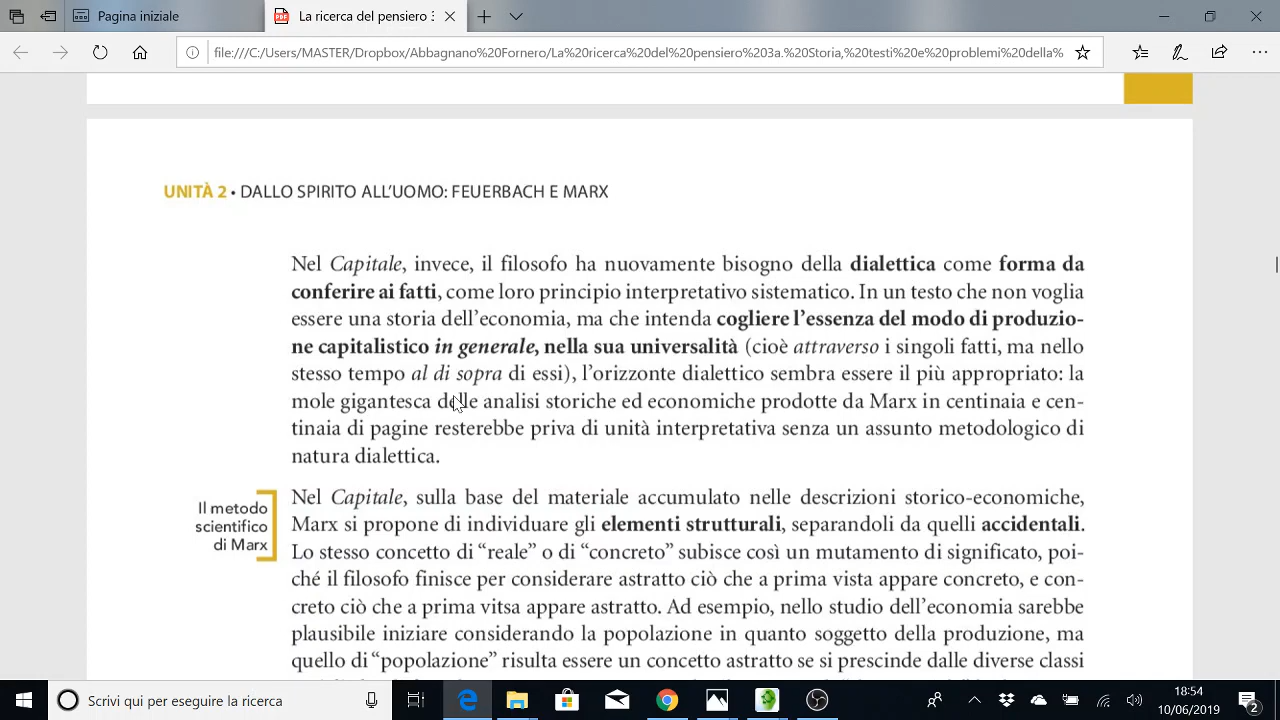 Pagina iniziale
La ricerca del pensiero 3
file:///C:/Users/MASTER/Dropbox/Abbagnano%20Fornero/La%20ricerca%20del%20pensiero%203a.%20Storia,%20testi%20e%20problemi%20della%
UNITÀ 2 • DALLO SPIRITO ALL’UOMO: FEUERBACH E MARX
Nel Capitale, invece, il filosofo ha nuovamente bisogno della dialettica come forma da
conferire ai fatti, come loro principio interpretativo sistematico. In un testo che non voglia
essere una storia dell’economia, ma che intenda cogliere l’essenza del modo di produzio-
ne capitalistico in generale, nella sua universalità (cioè attraverso i singoli fatti, ma nello
stesso tempo al di sopra di essi), l’orizzonte dialettico sembra essere il più appropriato: la
mole gigantesca delle analisi storiche ed economiche prodotte da Marx in centinaia e cen-
tinaia di pagine resterebbe priva di unità interpretativa senza un assunto metodologico di
natura dialettica.
Il metodo
scientifico
di Marx
Nel Capitale, sulla base del materiale accumulato nelle descrizioni storico-economiche,
Marx si propone di individuare gli elementi strutturali, separandoli da quelli accidentali.
Lo stesso concetto di “reale” o di “concreto” subisce così un mutamento di significato, poi-
ché il filosofo finisce per considerare astratto ciò che a prima vista appare concreto, e con-
creto ciò che a prima vitsa appare astratto. Ad esempio, nello studio dell’economia sarebbe
plausibile iniziare considerando la popolazione in quanto soggetto della produzione, ma
quello di “popolazione” risulta essere un concetto astratto se si prescinde dalle diverse classi
Scrivi qui per eseguire la ricerca
18:54
10/06/2019
2